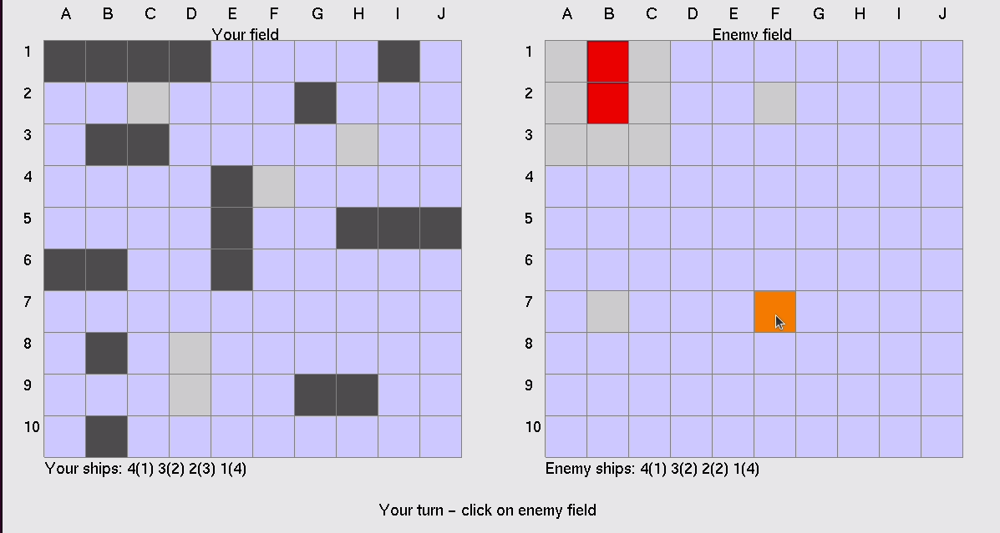 A B C D E F G H I J
A B C D E F G H I J
Your field
Enemy field
1
2
3
4
5
6
7
8
9
10
1
2
3
4
5
6
7
8
9
10
Your ships: 4(1) 3(2) 2(3) 1(4)
Enemy ships: 4(1) 3(2) 2(2) 1(4)
Your turn – click on enemy field